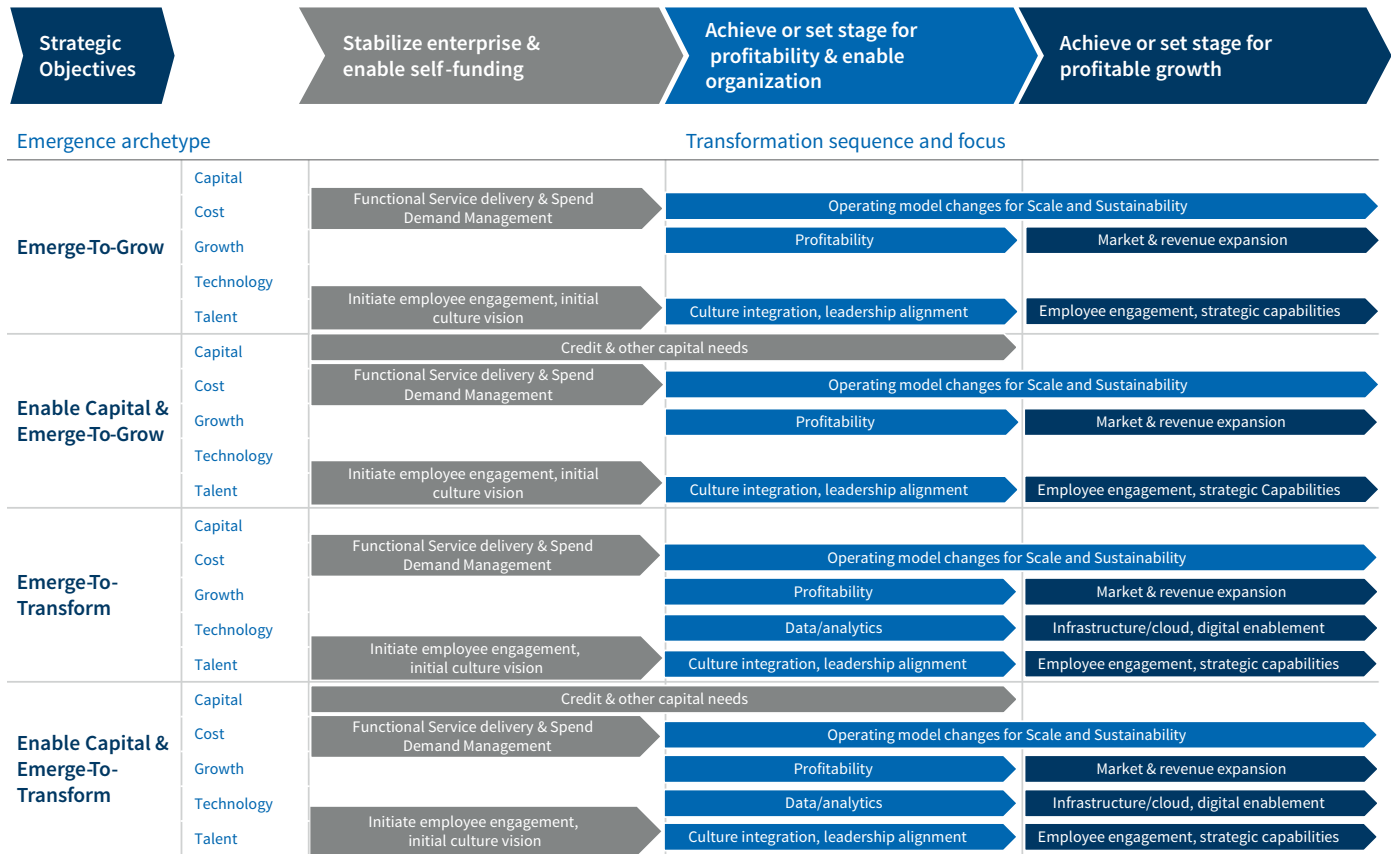 Strategic
Objectives
Stabilize enterprise &
enable self-funding
Achieve or set stage for
profitability & enable
organization
Achieve or set stage for
profitable growth
Emergence archetype
Transformation sequence and focus
Emerge-To-Grow
Capital
Cost
Functional Service delivery & Spend
Demand Management
Operating model changes for Scale and Sustainability
Growth
Profitability
Market & revenue expansion
Technology
Talent
Initiate employee engagement, initial
culture vision
Culture integration, leadership alignment
Employee engagement, strategic capabilities
Enable Capital &
Emerge-To-Grow
Capital
Credit & other capital needs
Cost
Functional Service delivery & Spend
Demand Management
Operating model changes for Scale and Sustainability
Growth
Profitability
Market & revenue expansion
Technology
Talent
Initiate employee engagement, initial
culture vision
Culture integration, leadership alignment
Employee engagement, strategic Capabilities
Emerge-To-
Transform
Capital
Cost
Functional Service delivery & Spend
Demand Management
Operating model changes for Scale and Sustainability
Growth
Profitability
Market & revenue expansion
Technology
Data/analytics
Infrastructure/cloud, digital enablement
Talent
Initiate employee engagement,
initial culture vision
Culture integration, leadership alignment
Employee engagement, strategic capabilities
Enable Capital &
Emerge-To-
Transform
Capital
Credit & other capital needs
Cost
Functional Service delivery & Spend
Demand Management
Operating model changes for Scale and Sustainability
Growth
Profitability
Market & revenue expansion
Technology
Data/analytics
Infrastructure/cloud, digital enablement
Talent
Initiate employee engagement,
initial culture vision
Culture integration, leadership alignment
Employee engagement, strategic capabilities